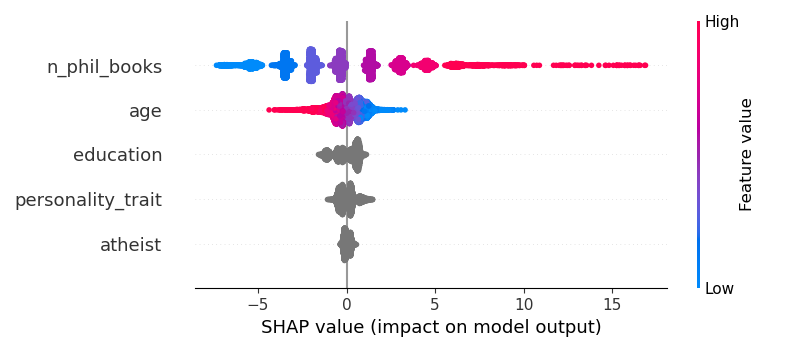 High
n_phil_books
age
education
personality_trait
atheist
Feature value
Low
−5 0 5 10 15
SHAP value (impact on model output)